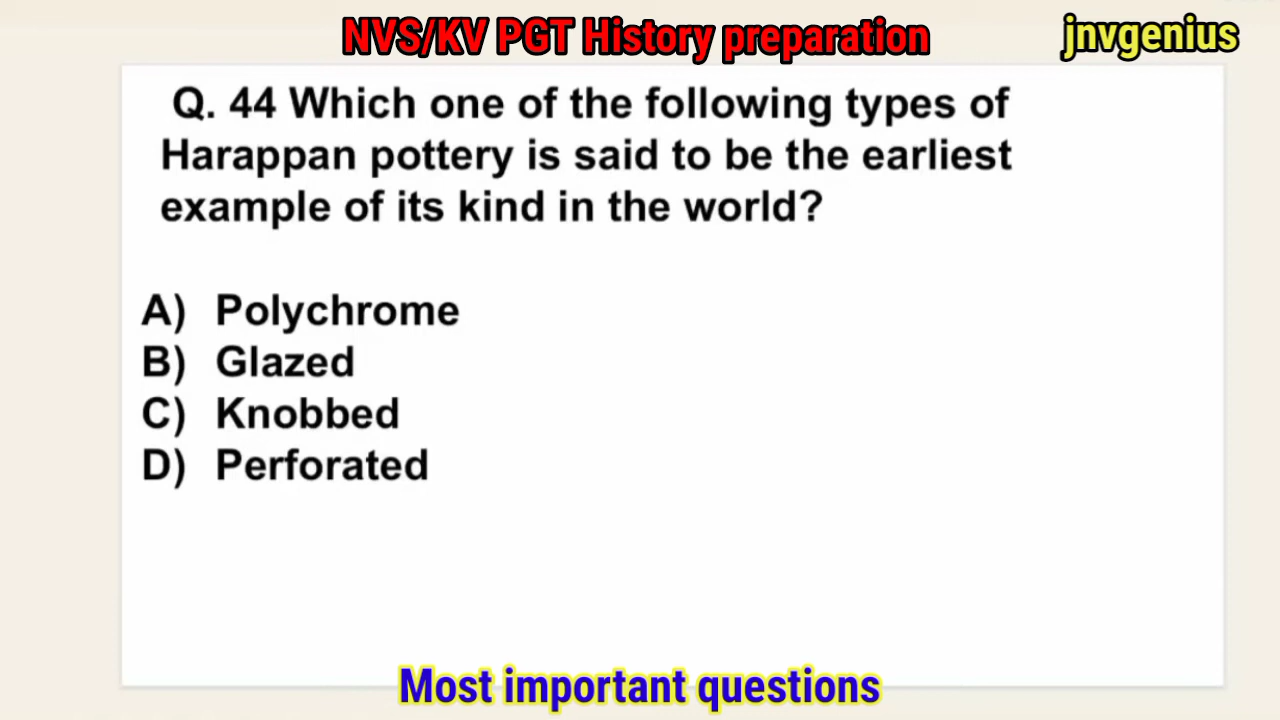 NVS/KV PGT History preparation
jnvgenius
Q. 44 Which one of the following types of
Harappan pottery is said to be the earliest
example of its kind in the world?
A) Polychrome
B) Glazed
C) Knobbed
D) Perforated
Most important questions